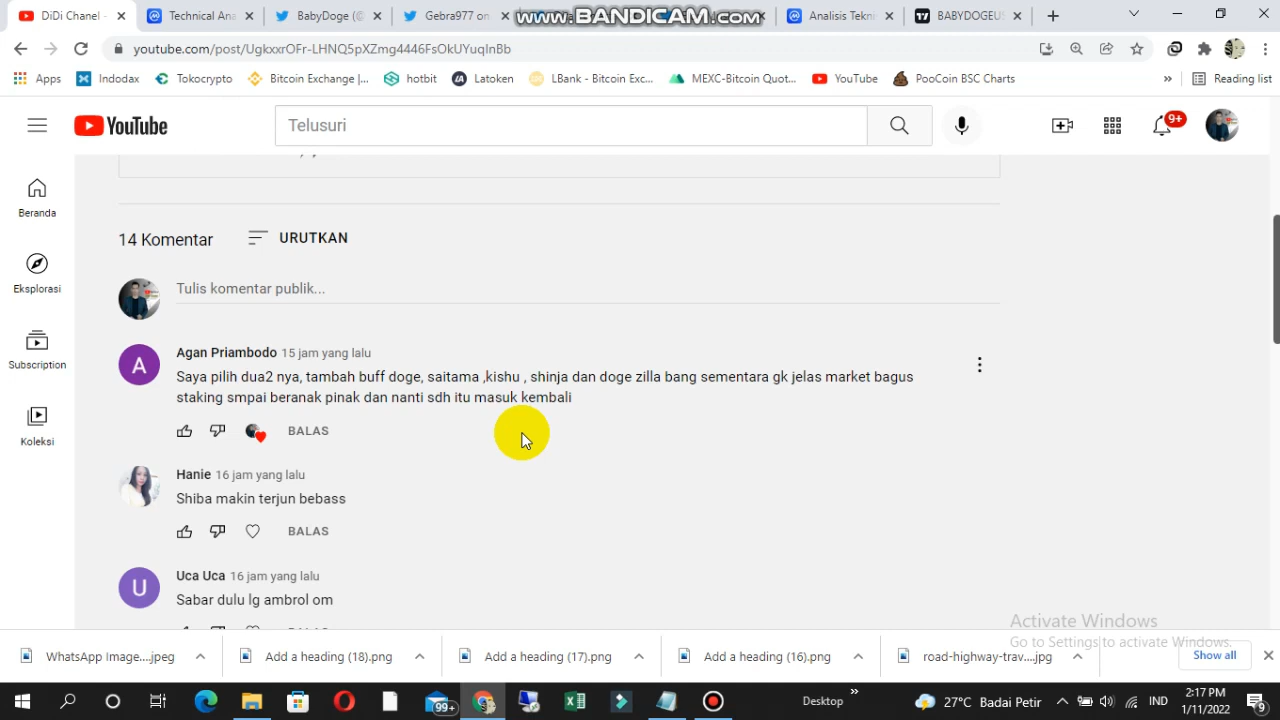 DiDi Chanel -
Technical Ana
BabyDoge (@
Gebra977 on
www.BANDICAM.com
Analisis Tekni
BABYDOGEU
youtube.com/post/UgkxxrOFr-LHNQ5pXZmg4446FsOkUYuqInBb
Apps
Indodax
Tokocrypto
Bitcoin Exchange |...
hotbit
Latoken
LBank - Bitcoin Exc...
MEXC-Bitcoin Quot...
YouTube
PooCoin BSC Charts
»
Reading list
YouTube
Telusuri
9+
Beranda
Eksplorasi
Subscription
Koleksi
14 Komentar
URUTKAN
Tulis komentar publik...
A
Agan Priambodo 15 jam yang lalu
Saya pilih dua2 nya, tambah buff doge, saitama ,kishu , shinja dan doge zilla bang sementara gk jelas market bagus
staking smpai beranak pinak dan nanti sdh itu masuk kembali
BALAS
Hanie 16 jam yang lalu
Shiba makin terjun bebass
BALAS
U
Uca Uca 16 jam yang lalu
Sabar dulu lg ambrol om
Activate Windows
Go to Settings to activate Windows.
WhatsApp Image....jpeg
Add a heading (18).png
Add a heading (17).png
Add a heading (16).png
road-highway-trav....jpg
Show all
99+
Desktop
»
27°C Badai Petir
IND
2:17 PM
1/11/2022
9